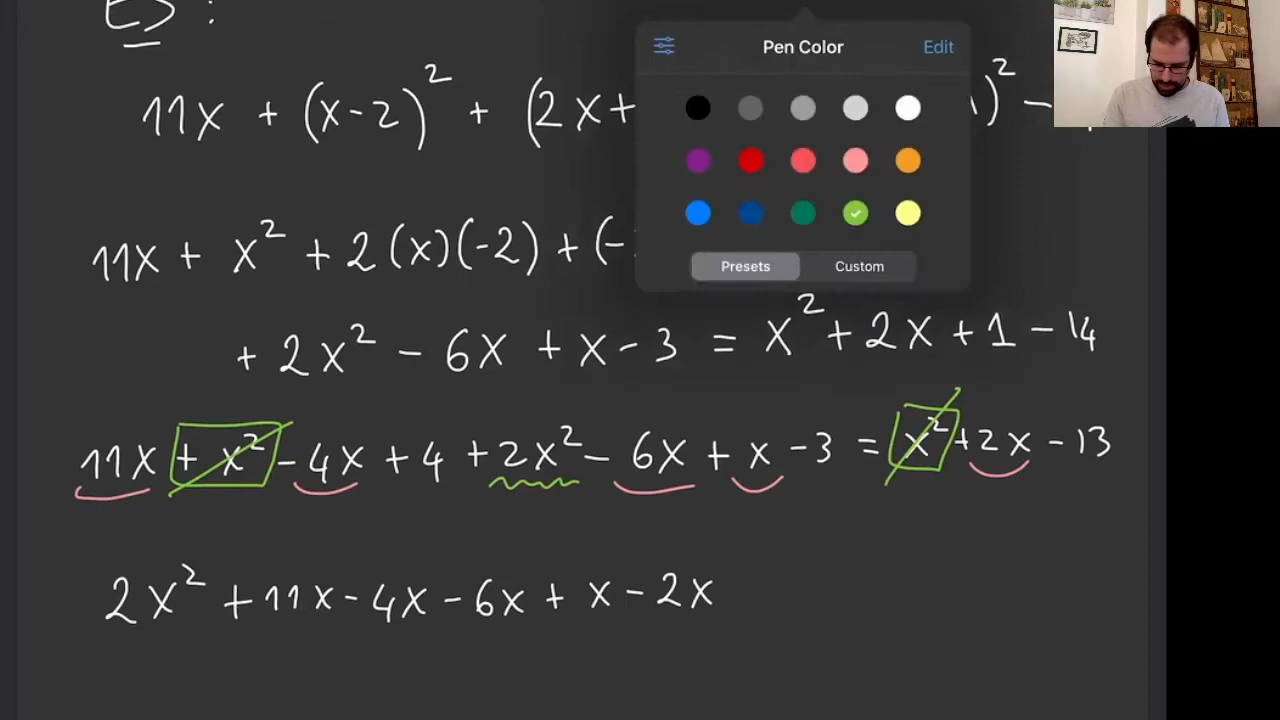 ES:
Pen Color
Edit
11x + (x-2)² + (2x+
)² -
11x + x² + 2(x)(-2) + (-
Presets
Custom
+ 2x² - 6x + x - 3 = x² + 2x + 1 - 14
11x + x² - 4x + 4 + 2x² - 6x + x - 3 = x² + 2x - 13
2x² + 11x - 4x - 6x + x - 2x